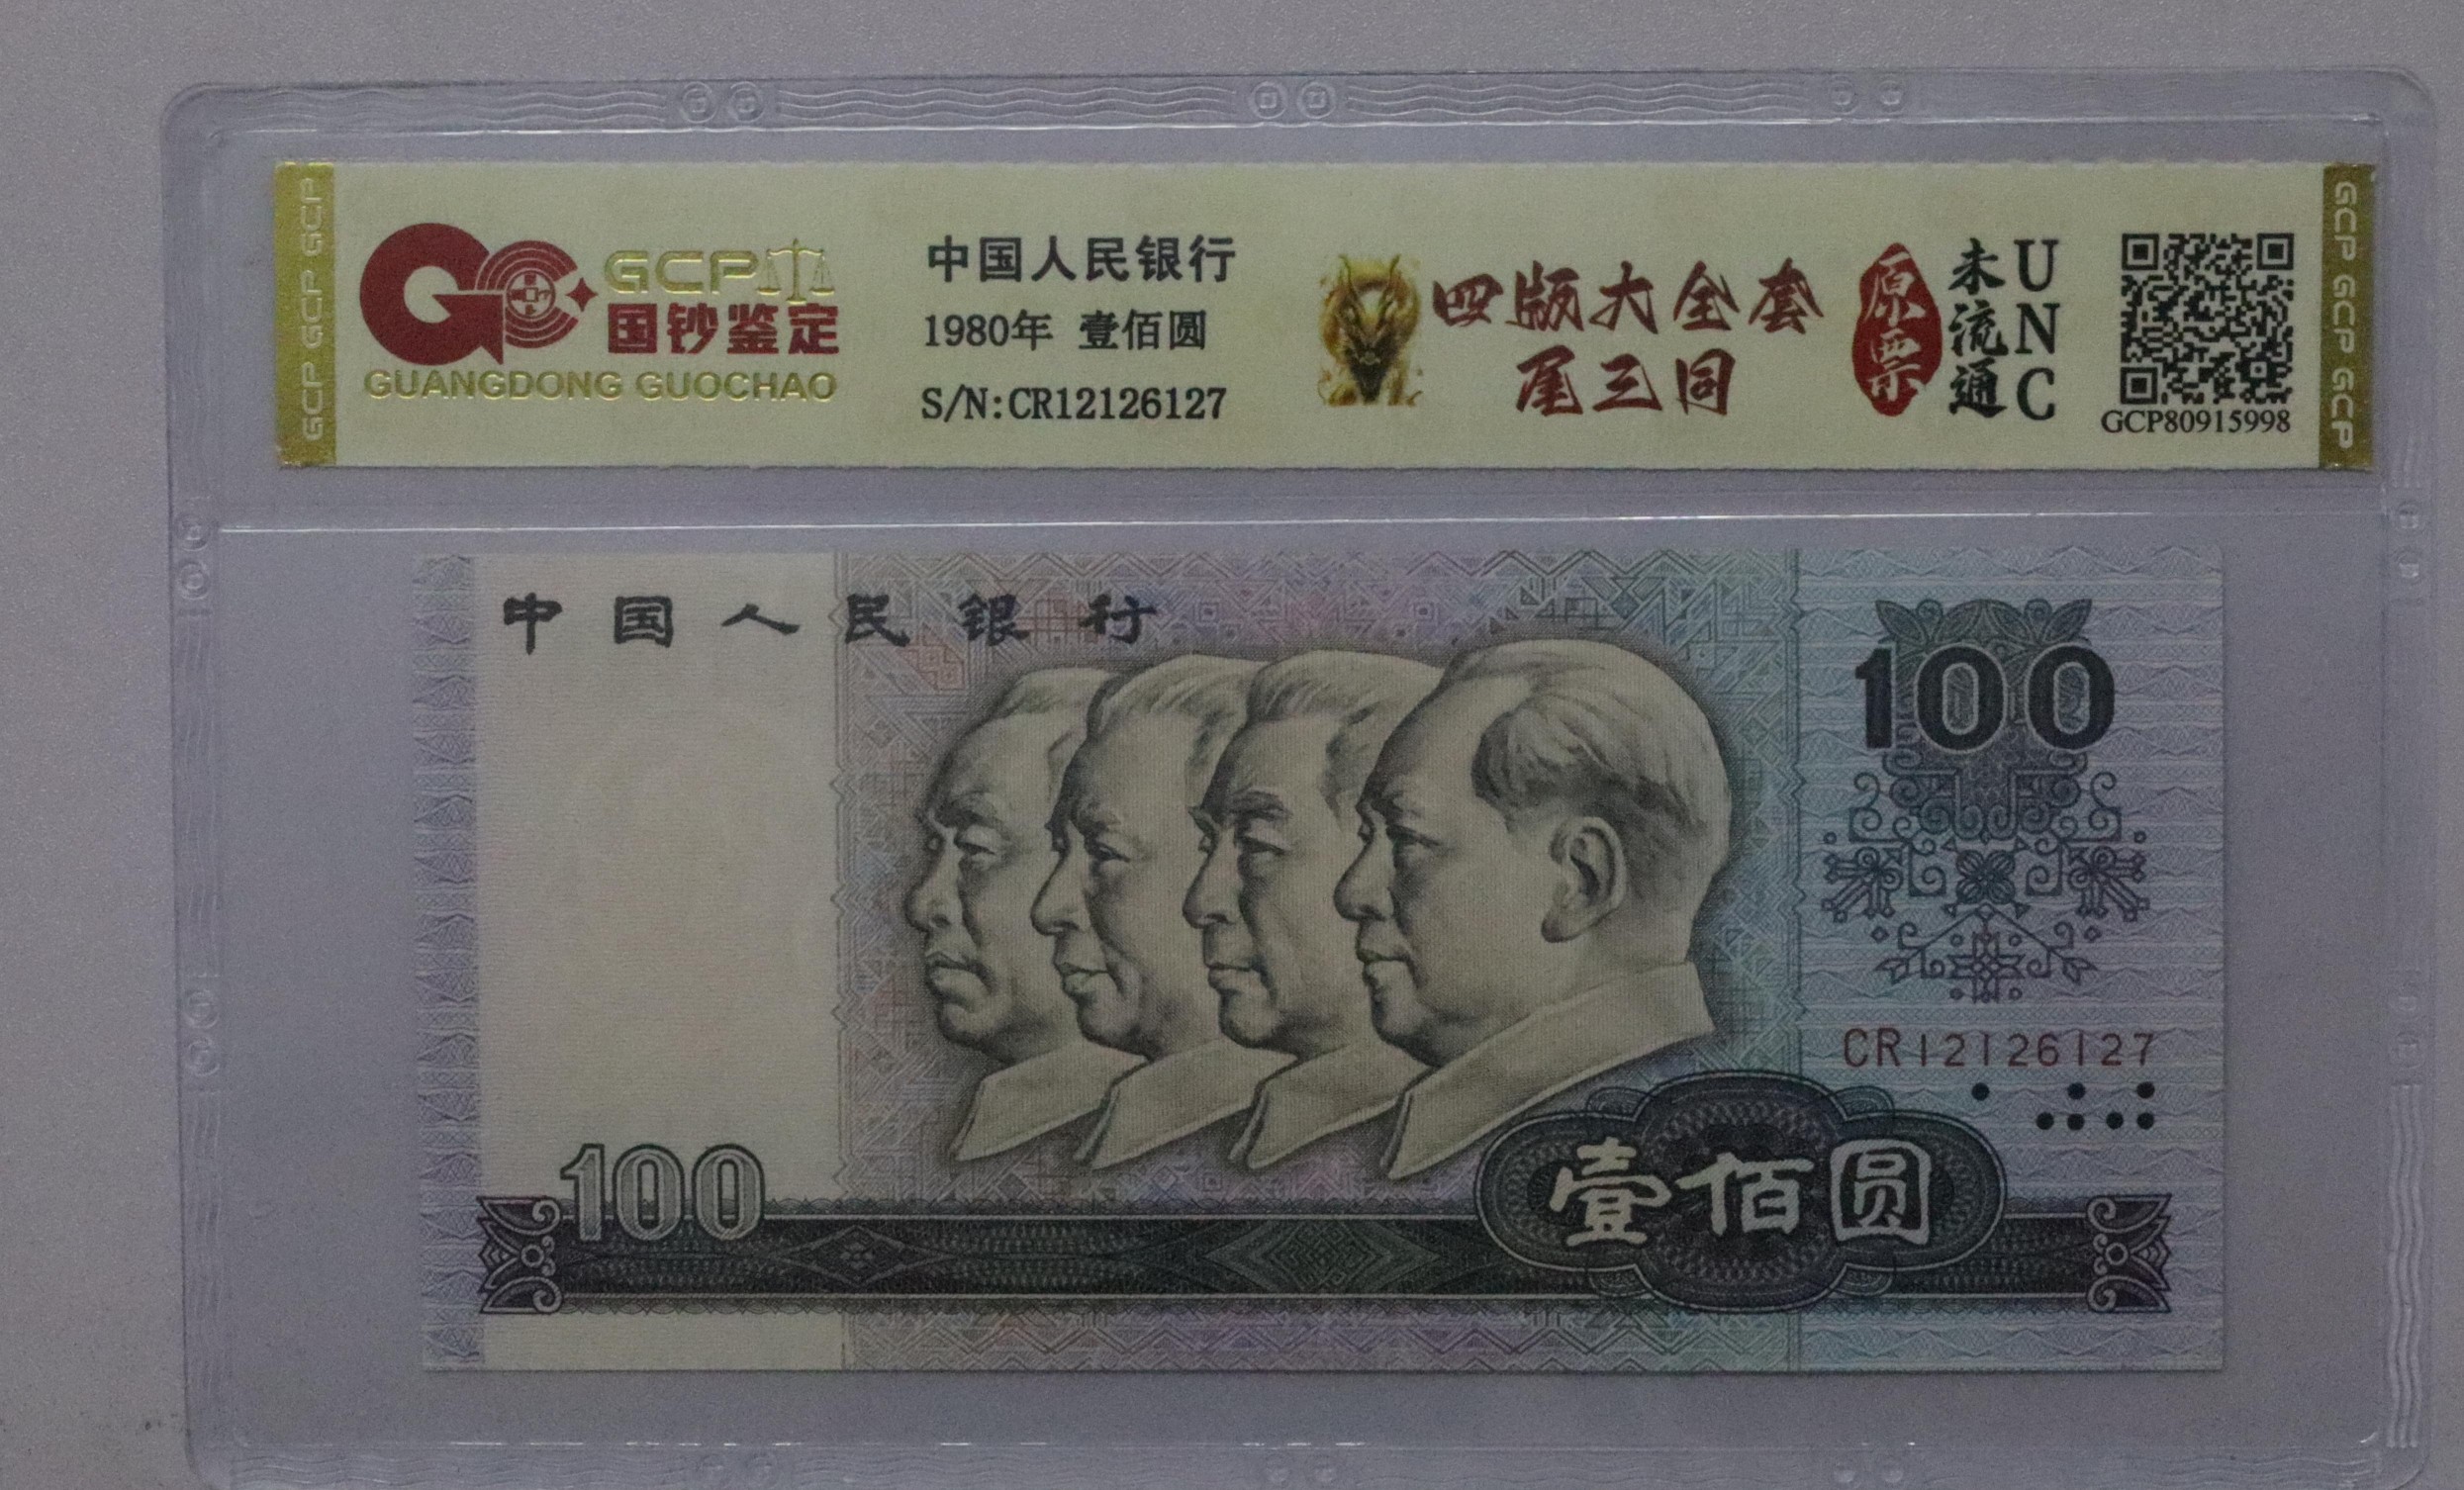 GCP GCP GCP
GCP
国钞鉴定
GUANGDONG GUOCHAO
中国人民银行
1980年 壹佰圆
S/N:CR12126127
四版大全套
尾三同
原票
未流通
UNC
GCP80915998
GCP GCP GCP
中国人民银行
100
CR12126127
100
壹佰圆